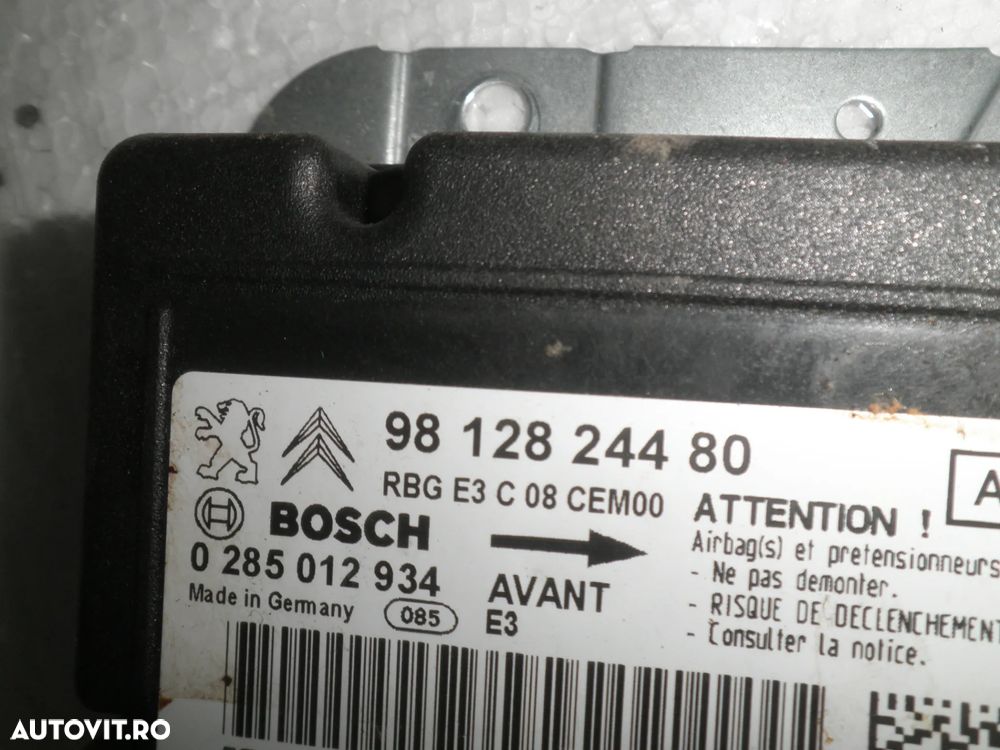 98 128 244 80
RBG E3 C 08 CEM00
BOSCH
0 285 012 934
Made in Germany 085
AVANT
E3
A
ATTENTION !
Airbag(s) et pretensionneurs
- Ne pas demonter.
- RISQUE DE DECLENCHEMENT
- Consulter la notice.
AUTOVIT.RO